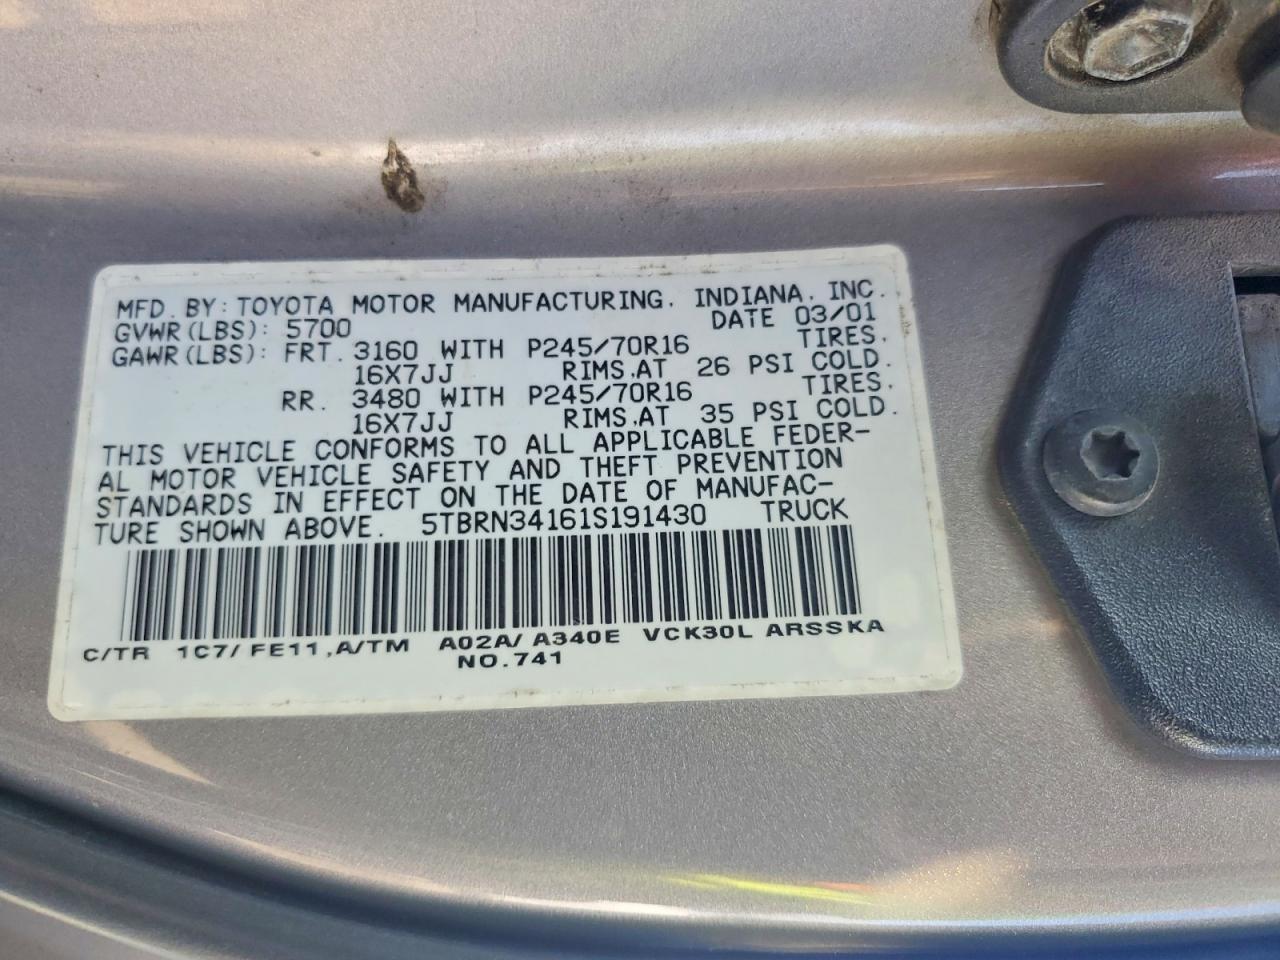 MFD. BY: TOYOTA MOTOR MANUFACTURING, INDIANA, INC.
GVWR(LBS): 5700 DATE 03/01
GAWR(LBS): FRT. 3160 WITH P245/70R16 TIRES,
16X7JJ RIMS,AT 26 PSI COLD.
RR. 3480 WITH P245/70R16 TIRES,
16X7JJ RIMS,AT 35 PSI COLD.
THIS VEHICLE CONFORMS TO ALL APPLICABLE FEDER-
AL MOTOR VEHICLE SAFETY AND THEFT PREVENTION
STANDARDS IN EFFECT ON THE DATE OF MANUFAC-
TURE SHOWN ABOVE. 5TBRN34161S191430 TRUCK
C/TR 1C7/FE11,A/TM A02A/A340E VCK30L ARSSKA
NO.741